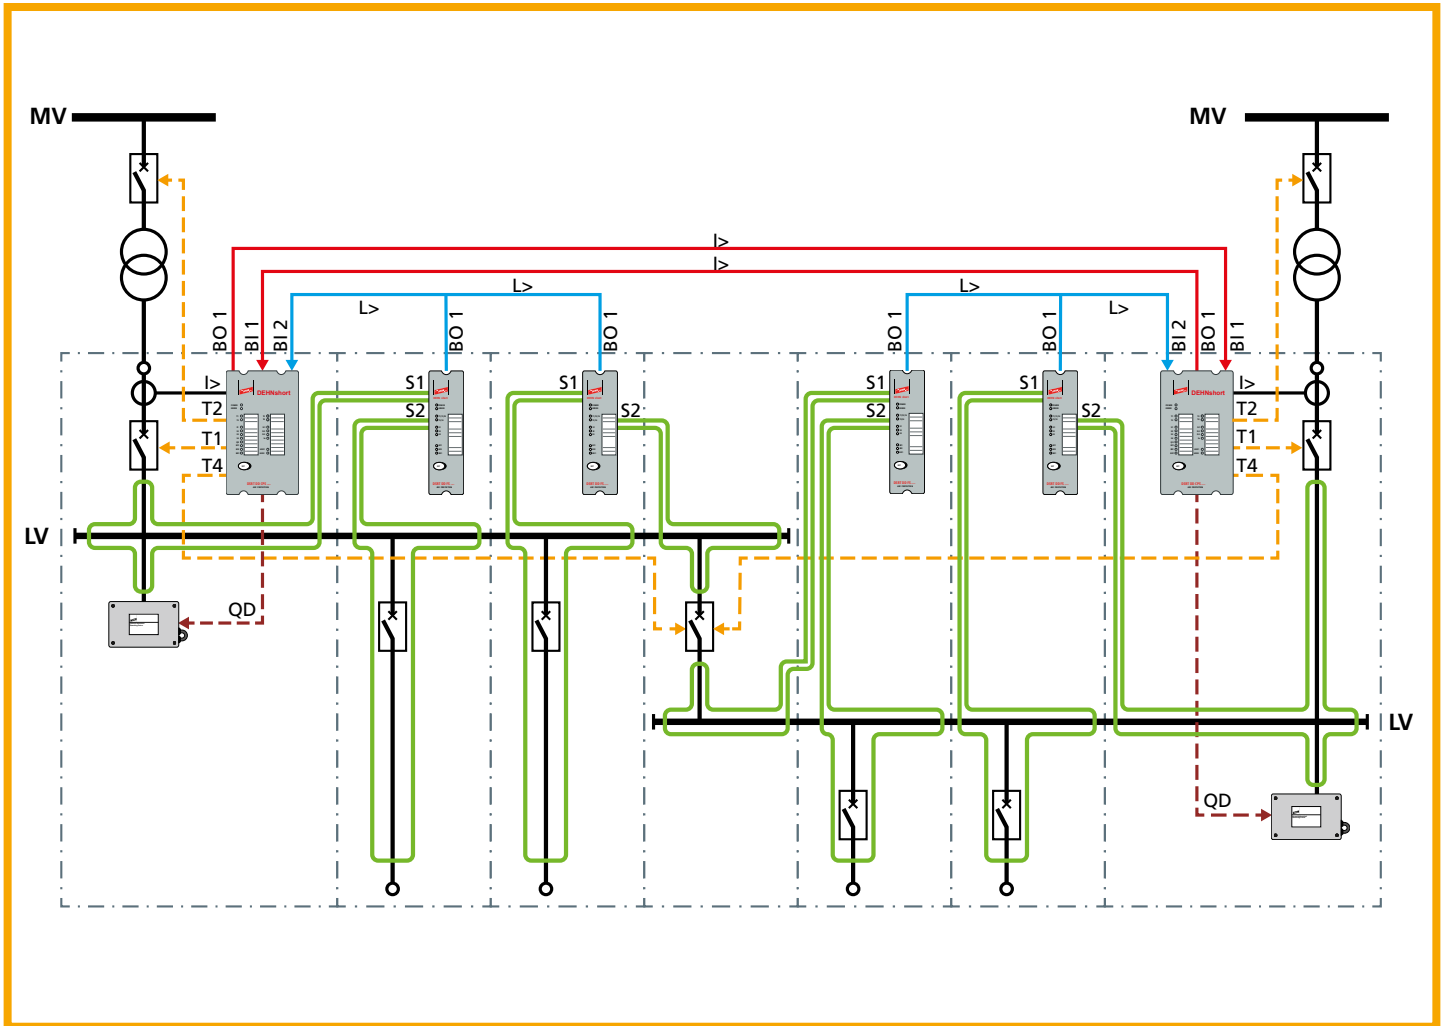 MV
MV
I>
I>
L>
L>
L>
L>
BO 1
BI 1
BI 2
BO 1
BO 1
BO 1
BO 1
BI 2
BO 1
BI 1
I>
T2
T1
T4
DEHNshort
S1
S2
S1
S2
S1
S2
S1
S2
DEHNshort
I>
T2
T1
T4
LV
QD
LV
QD